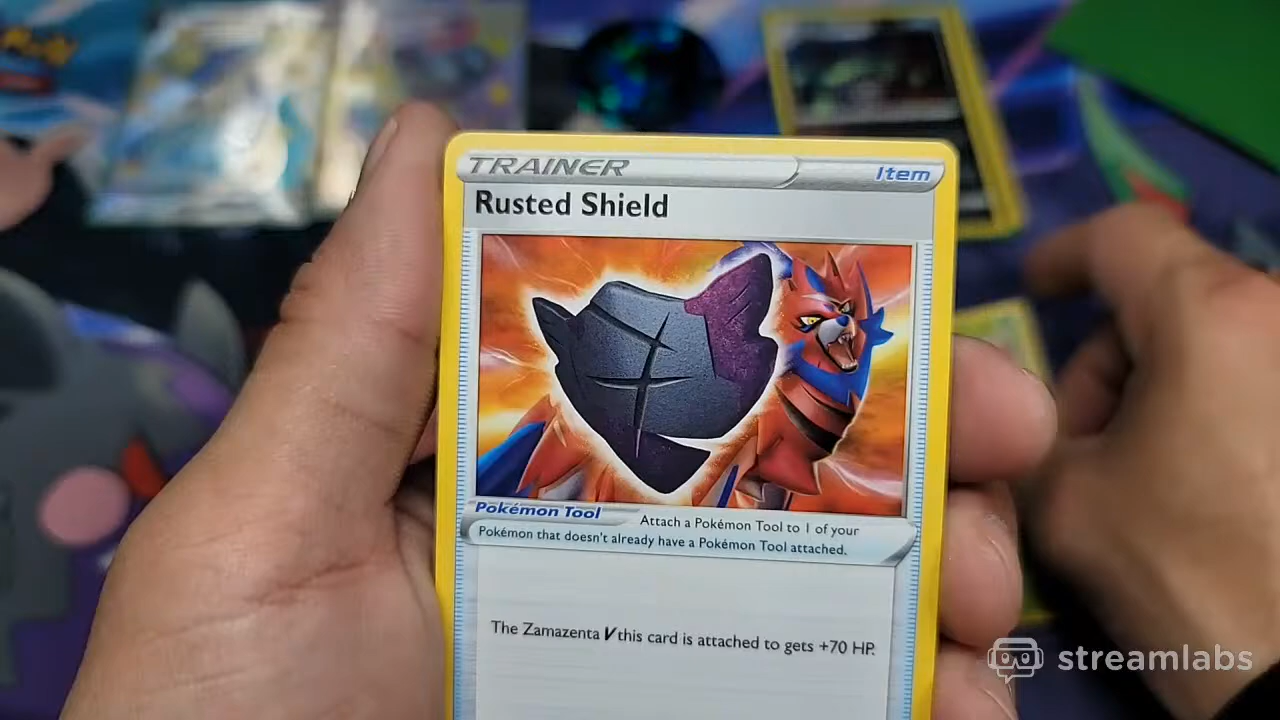 TRAINER
Item
Rusted Shield
Pokémon Tool
Attach a Pokémon Tool to 1 of your
Pokémon that doesn't already have a Pokémon Tool attached.
The Zamazenta V this card is attached to gets +70 HP.
streamlabs